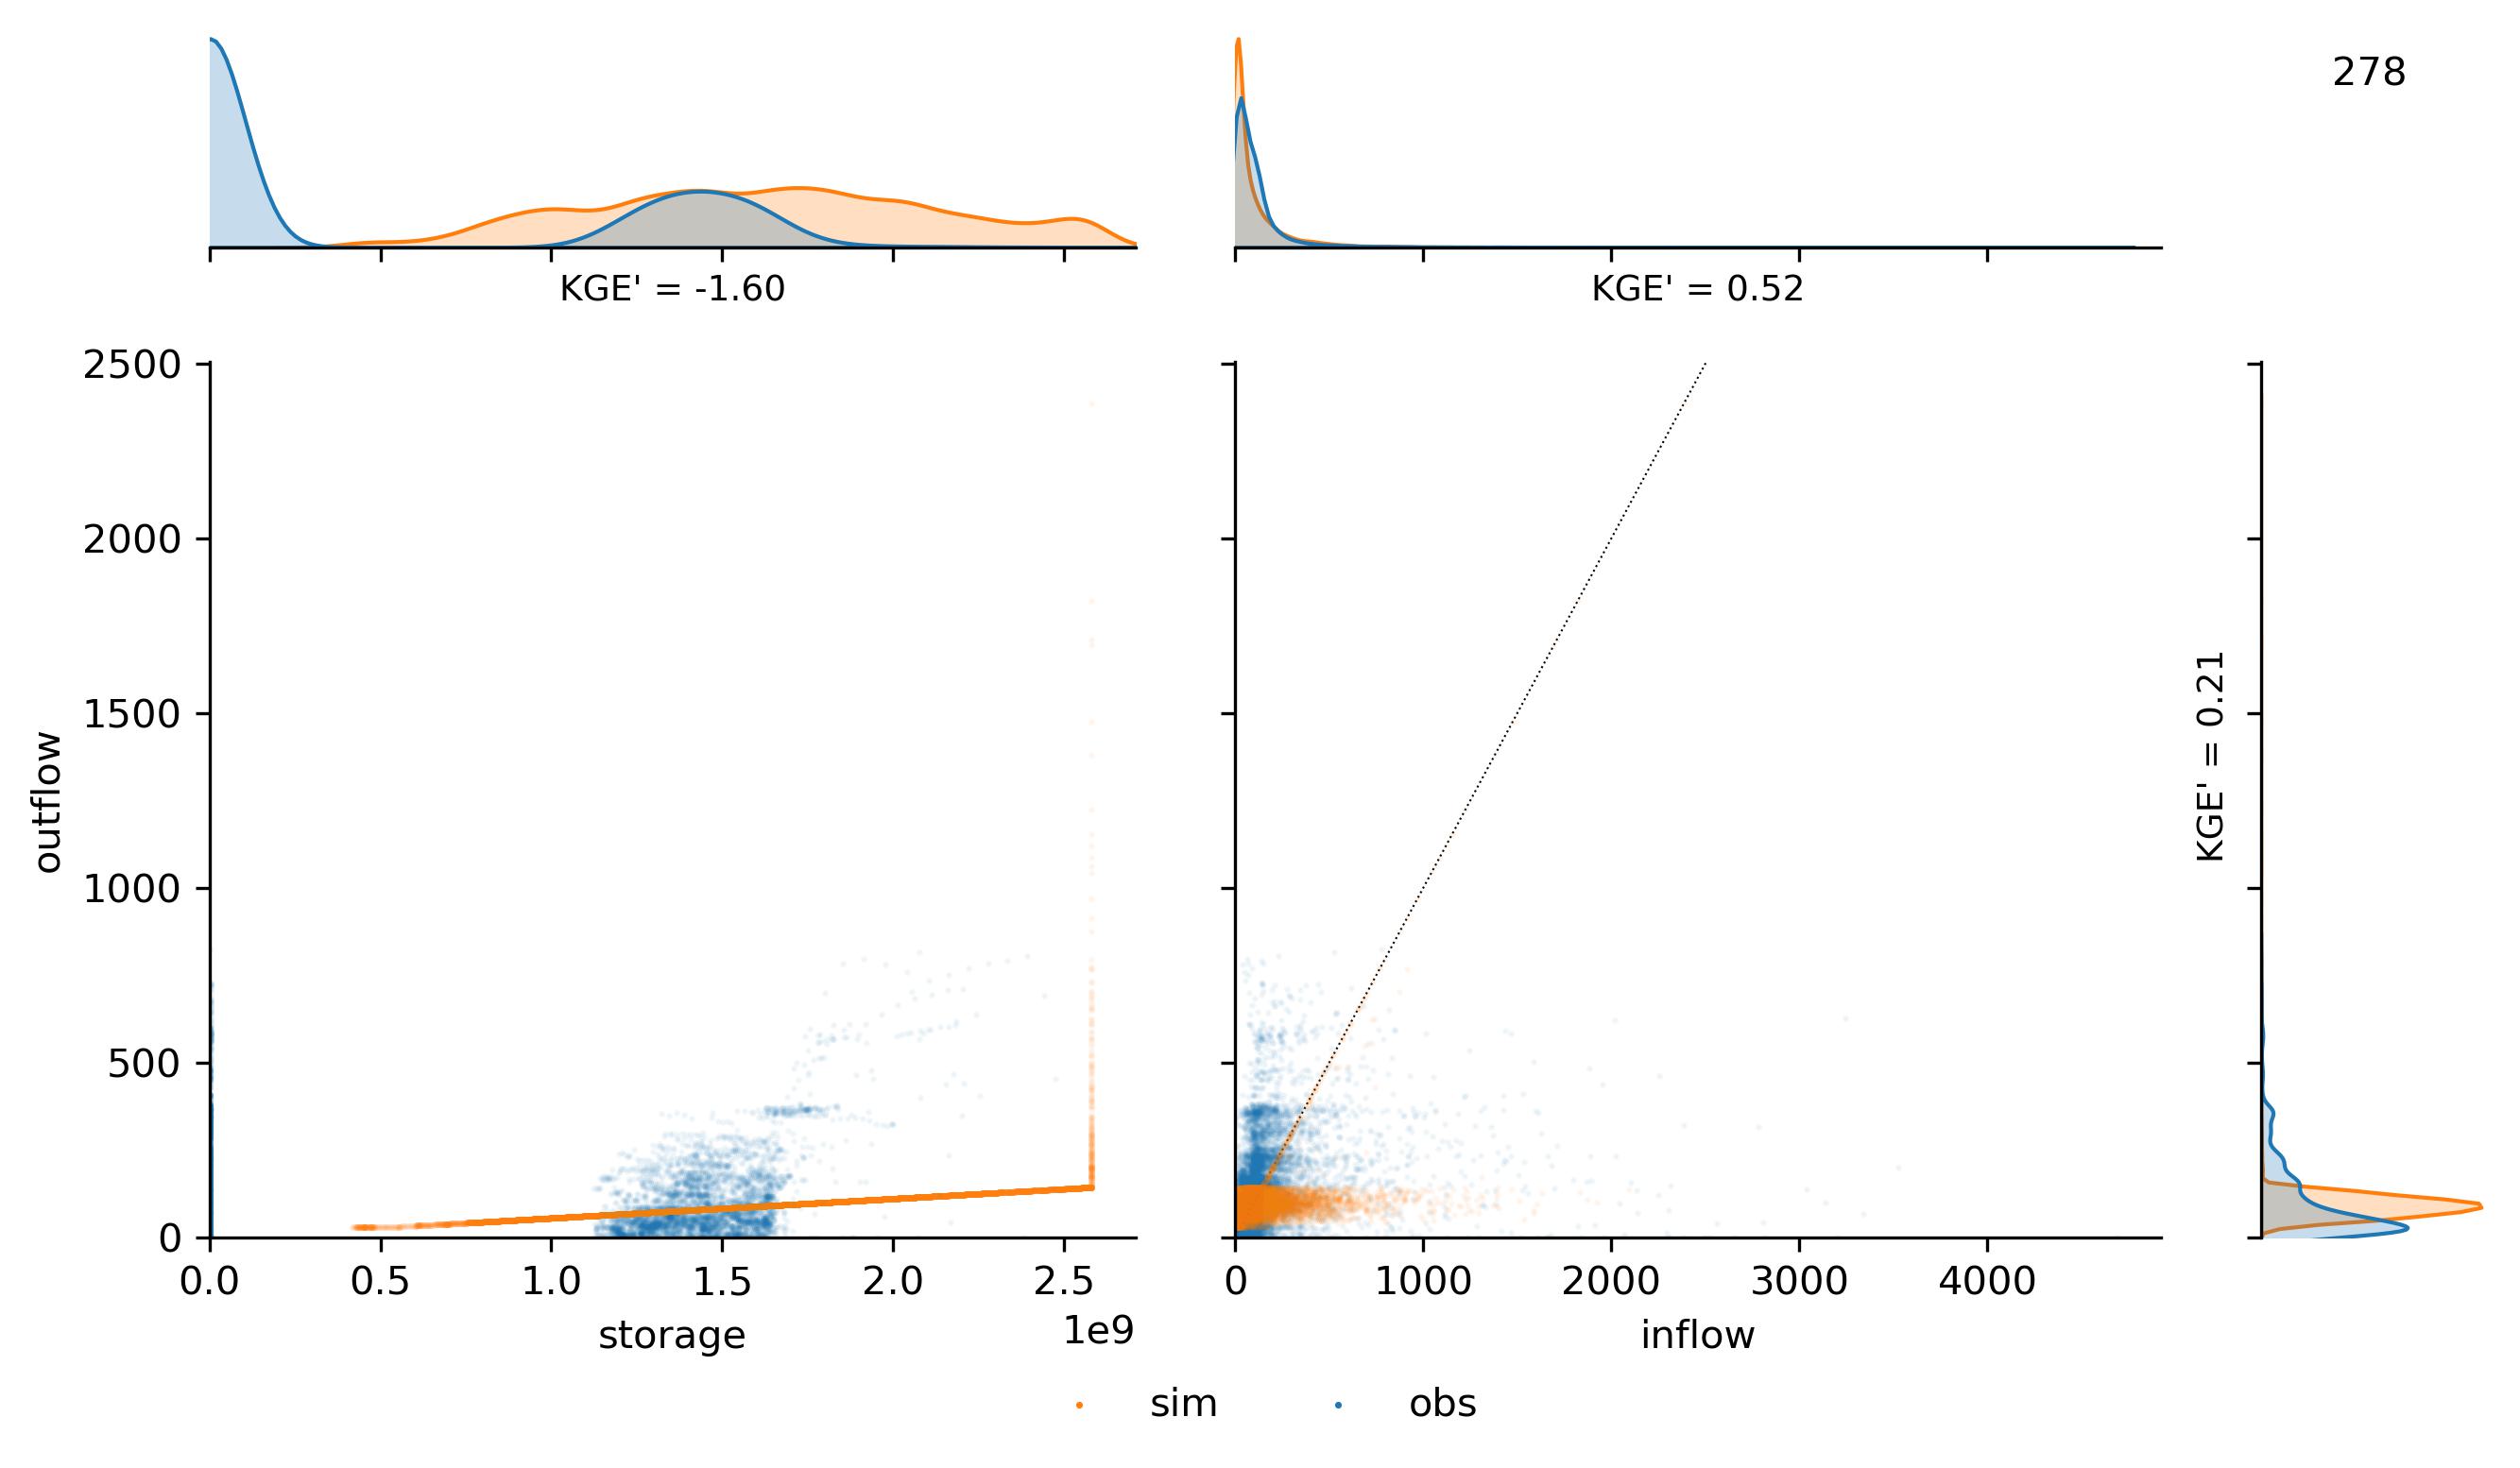 278
KGE' = -1.60
KGE' = 0.52
2500
2000
1500
1000
500
0
outflow
KGE' = 0.21
0.0 0.5 1.0 1.5 2.0 2.5
1e9
storage
0 1000 2000 3000 4000
inflow
sim obs